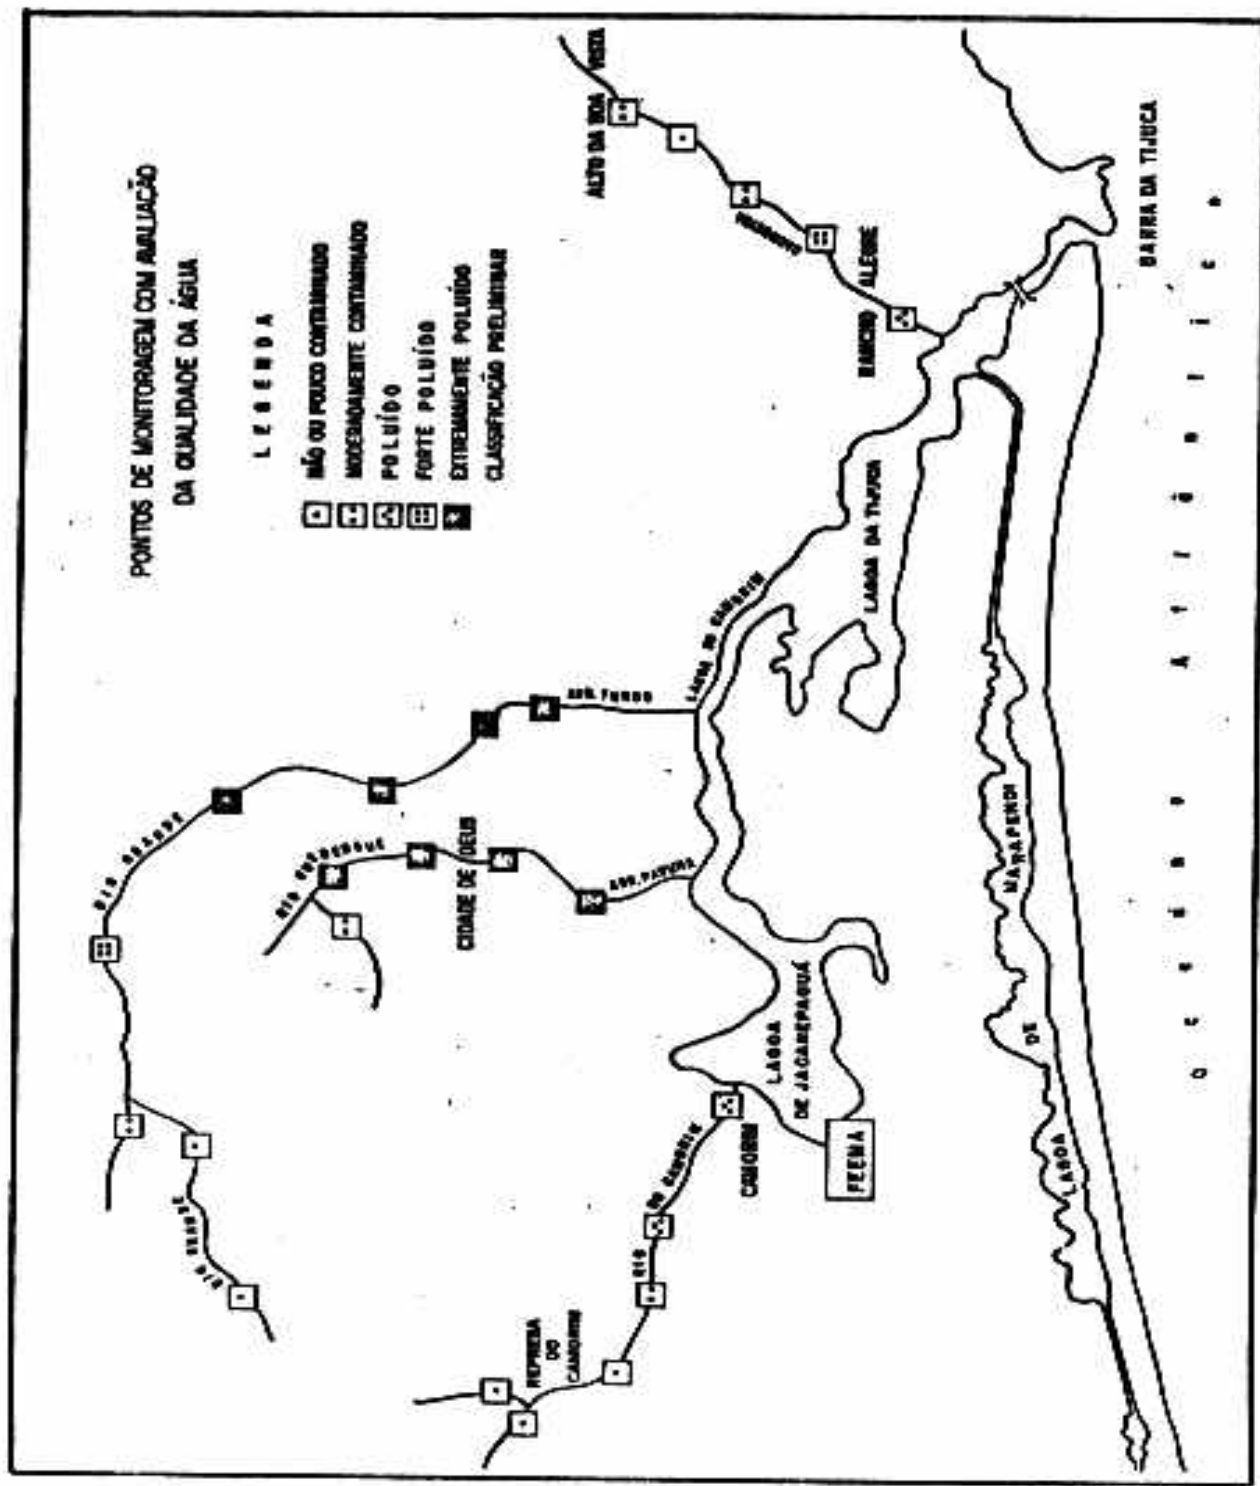 PONTOS DE MONITORAGEM COM AVALIAÇÃO
DA QUALIDADE DA ÁGUA
LEGENDA
NÃO OU POUCO CONTAMINADO
MODERADAMENTE CONTAMINADO
POLUÍDO
FORTE POLUÍDO
EXTREMAMENTE POLUÍDO
CLASSIFICAÇÃO PRELIMINAR
ALTO DA BOA VISTA
RANCHO ALEGRE
BARRA DA TIJUCA
LAGOA DA TIJUCA
LAGOA DO CAMORIM
ARR. FUNDO
RIO GRANDE
CIDADE DE DEUS
ARR. PAVUNA
RIO GRANDE
REPRESA
DO
CAMORIM
RIO DO CAMORIM
CAMORIM
LAGOA
DE JACAREPAGUÁ
FEEMA
LAGOA DE MARAPENDI
Oceano Atlântico